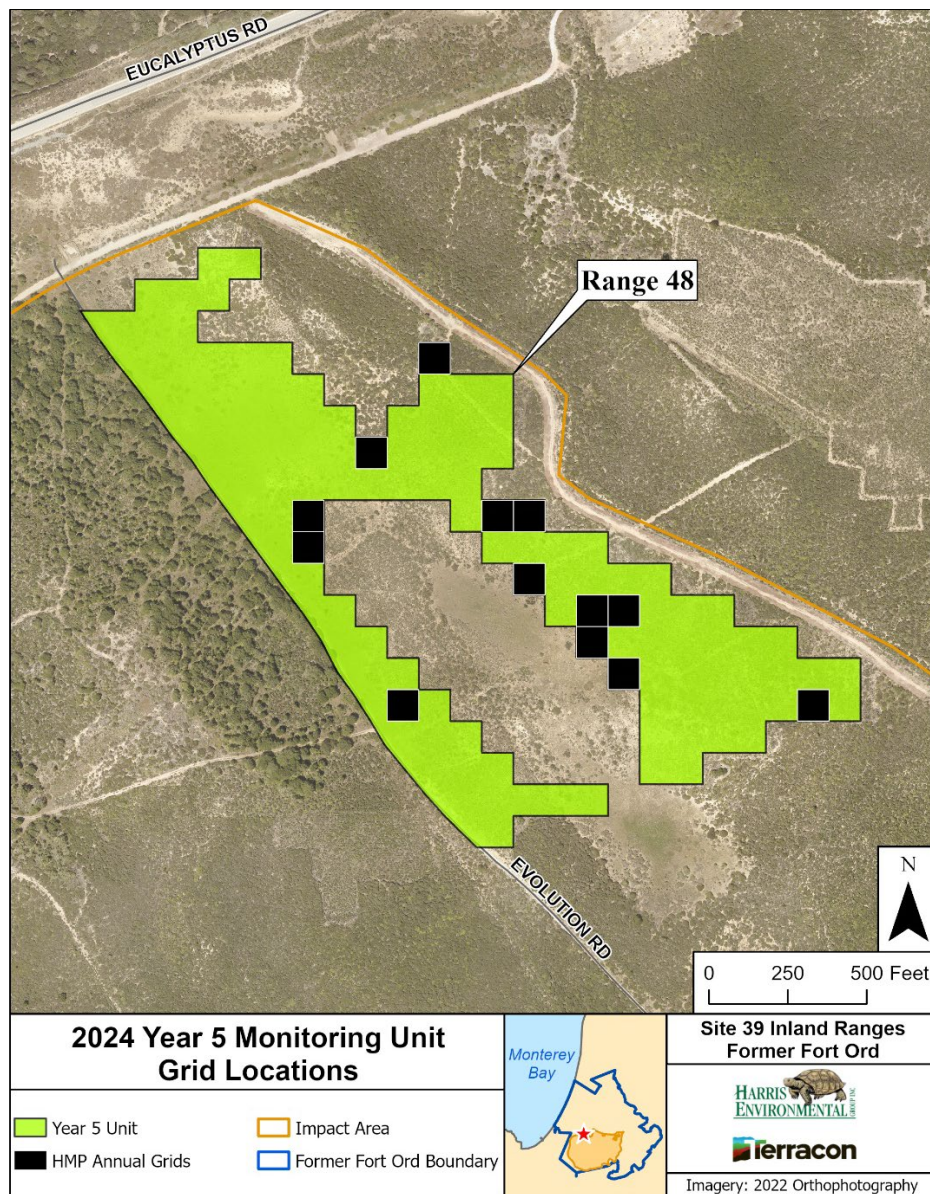 EUCALYPTUS RD
Range 48
EVOLUTION RD
N
0 250 500 Feet
2024 Year 5 Monitoring Unit
Grid Locations
Year 5 Unit
HMP Annual Grids
Impact Area
Former Fort Ord Boundary
Monterey
Bay
Site 39 Inland Ranges
Former Fort Ord
HARRIS
ENVIRONMENTAL
GROUP INC
Terracon
Imagery: 2022 Orthophotography